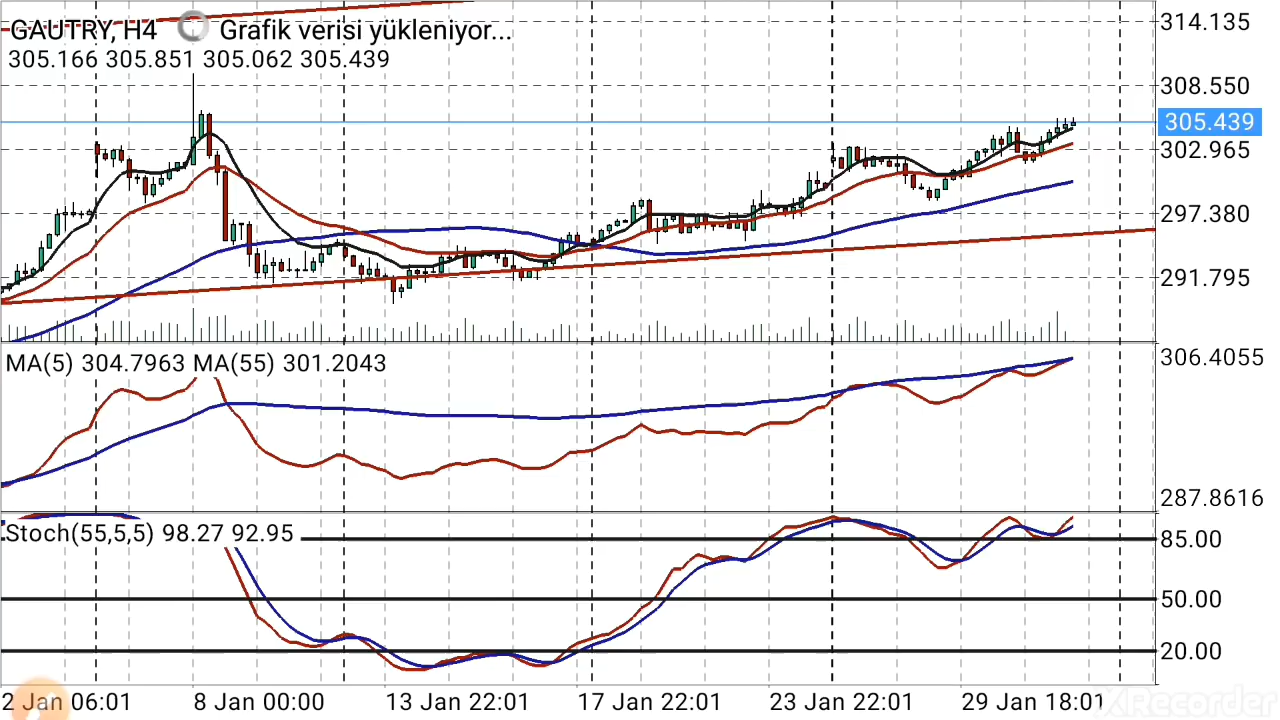 GAUTRY, H4 Grafik verisi yükleniyor...
305.166 305.851 305.062 305.439
314.135
308.550
305.439
302.965
297.380
291.795
MA(5) 304.7963 MA(55) 301.2043
306.4055
287.8616
Stoch(55,5,5) 98.27 92.95
85.00
50.00
20.00
2 Jan 06:01 8 Jan 00:00 13 Jan 22:01 17 Jan 22:01 23 Jan 22:01 29 Jan 18:01
XRecorder